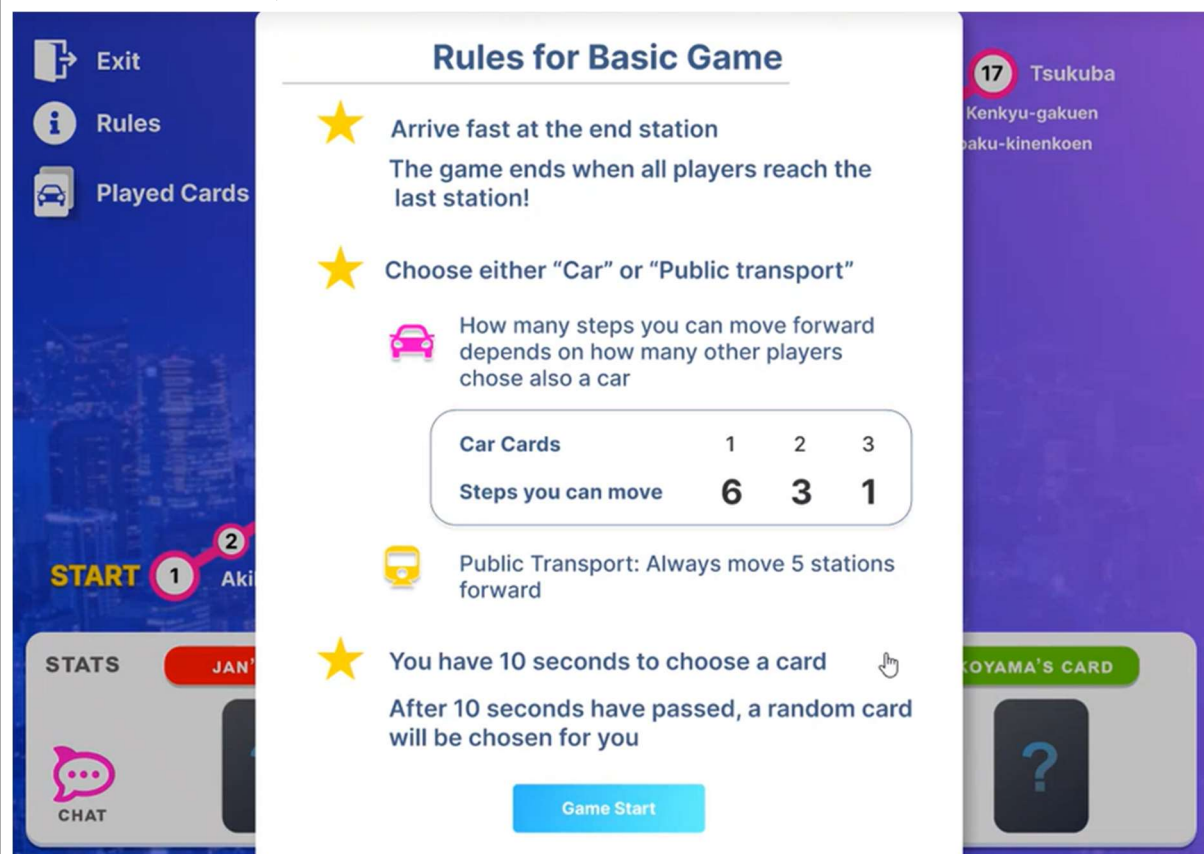 Rules for Basic Game
Exit
Rules
Played Cards
17 Tsukuba
Kenkyu-gakuen
Arrive fast at the end station
The game ends when all players reach the
last station!
Choose either “Car” or “Public transport”
How many steps you can move forward
depends on how many other players
chose also a car
Car Cards 1 2 3
Steps you can move 6 3 1
Public Transport: Always move 5 stations
forward
2
START 1
You have 10 seconds to choose a card
After 10 seconds have passed, a random card
will be chosen for you
Game Start
STATS
JAN'
CHAT
OYAMA'S CARD
?